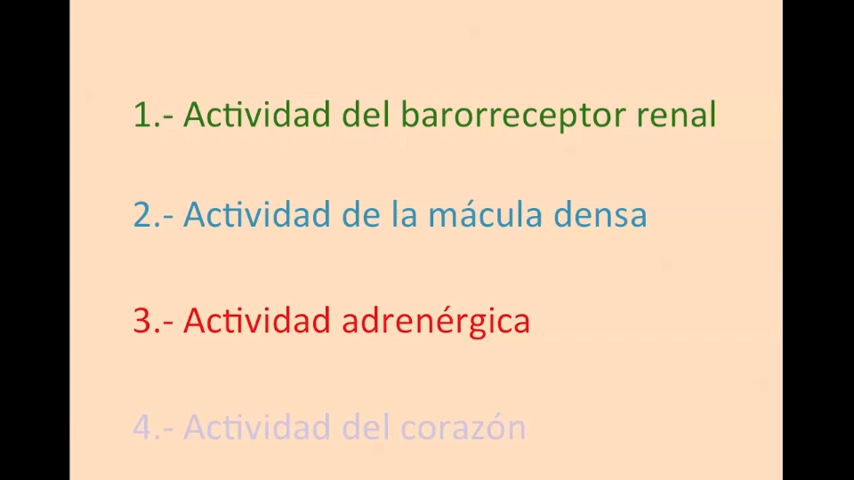 1.- Actividad del barorreceptor renal
2.- Actividad de la mácula densa
3.- Actividad adrenérgica
4.- Actividad del corazón